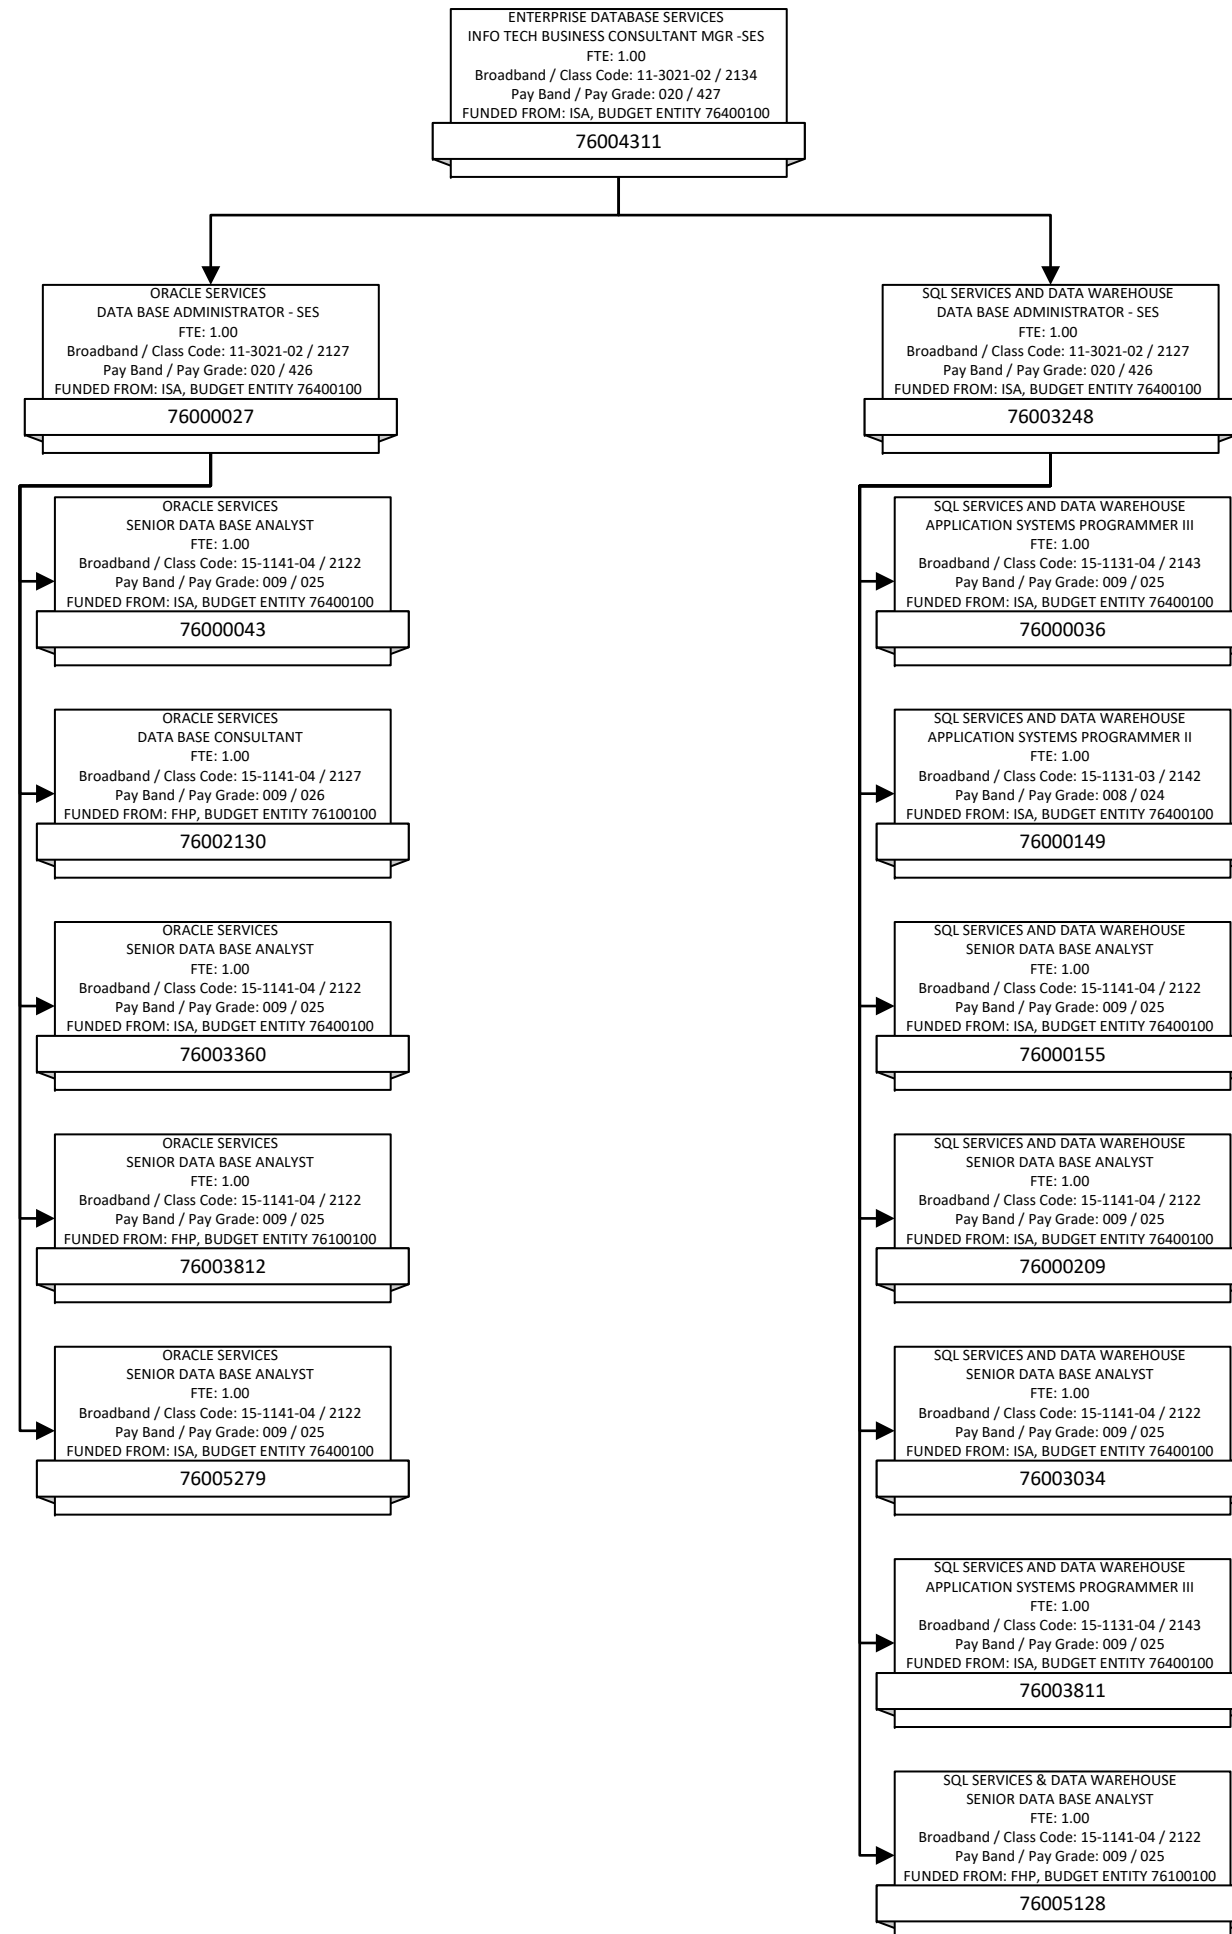 ENTERPRISE DATABASE SERVICES
INFO TECH BUSINESS CONSULTANT MGR -SES
FTE: 1.00
Broadband / Class Code: 11-3021-02 / 2134
Pay Band / Pay Grade: 020 / 427
FUNDED FROM: ISA, BUDGET ENTITY 76400100
76004311
ORACLE SERVICES
DATA BASE ADMINISTRATOR - SES
FTE: 1.00
Broadband / Class Code: 11-3021-02 / 2127
Pay Band / Pay Grade: 020 / 426
FUNDED FROM: ISA, BUDGET ENTITY 76400100
76000027
ORACLE SERVICES
SENIOR DATA BASE ANALYST
FTE: 1.00
Broadband / Class Code: 15-1141-04 / 2122
Pay Band / Pay Grade: 009 / 025
FUNDED FROM: ISA, BUDGET ENTITY 76400100
76000043
ORACLE SERVICES
DATA BASE CONSULTANT
FTE: 1.00
Broadband / Class Code: 15-1141-04 / 2127
Pay Band / Pay Grade: 009 / 026
FUNDED FROM: FHP, BUDGET ENTITY 76100100
76002130
ORACLE SERVICES
SENIOR DATA BASE ANALYST
FTE: 1.00
Broadband / Class Code: 15-1141-04 / 2122
Pay Band / Pay Grade: 009 / 025
FUNDED FROM: ISA, BUDGET ENTITY 76400100
76003360
ORACLE SERVICES
SENIOR DATA BASE ANALYST
FTE: 1.00
Broadband / Class Code: 15-1141-04 / 2122
Pay Band / Pay Grade: 009 / 025
FUNDED FROM: FHP, BUDGET ENTITY 76100100
76003812
ORACLE SERVICES
SENIOR DATA BASE ANALYST
FTE: 1.00
Broadband / Class Code: 15-1141-04 / 2122
Pay Band / Pay Grade: 009 / 025
FUNDED FROM: ISA, BUDGET ENTITY 76400100
76005279
SQL SERVICES AND DATA WAREHOUSE
DATA BASE ADMINISTRATOR - SES
FTE: 1.00
Broadband / Class Code: 11-3021-02 / 2127
Pay Band / Pay Grade: 020 / 426
FUNDED FROM: ISA, BUDGET ENTITY 76400100
76003248
SQL SERVICES AND DATA WAREHOUSE
APPLICATION SYSTEMS PROGRAMMER III
FTE: 1.00
Broadband / Class Code: 15-1131-04 / 2143
Pay Band / Pay Grade: 009 / 025
FUNDED FROM: ISA, BUDGET ENTITY 76400100
76000036
SQL SERVICES AND DATA WAREHOUSE
APPLICATION SYSTEMS PROGRAMMER II
FTE: 1.00
Broadband / Class Code: 15-1131-03 / 2142
Pay Band / Pay Grade: 008 / 024
FUNDED FROM: ISA, BUDGET ENTITY 76400100
76000149
SQL SERVICES AND DATA WAREHOUSE
SENIOR DATA BASE ANALYST
FTE: 1.00
Broadband / Class Code: 15-1141-04 / 2122
Pay Band / Pay Grade: 009 / 025
FUNDED FROM: ISA, BUDGET ENTITY 76400100
76000155
SQL SERVICES AND DATA WAREHOUSE
SENIOR DATA BASE ANALYST
FTE: 1.00
Broadband / Class Code: 15-1141-04 / 2122
Pay Band / Pay Grade: 009 / 025
FUNDED FROM: ISA, BUDGET ENTITY 76400100
76000209
SQL SERVICES AND DATA WAREHOUSE
SENIOR DATA BASE ANALYST
FTE: 1.00
Broadband / Class Code: 15-1141-04 / 2122
Pay Band / Pay Grade: 009 / 025
FUNDED FROM: ISA, BUDGET ENTITY 76400100
76003034
SQL SERVICES AND DATA WAREHOUSE
APPLICATION SYSTEMS PROGRAMMER III
FTE: 1.00
Broadband / Class Code: 15-1131-04 / 2143
Pay Band / Pay Grade: 009 / 025
FUNDED FROM: ISA, BUDGET ENTITY 76400100
76003811
SQL SERVICES & DATA WAREHOUSE
SENIOR DATA BASE ANALYST
FTE: 1.00
Broadband / Class Code: 15-1141-04 / 2122
Pay Band / Pay Grade: 009 / 025
FUNDED FROM: FHP, BUDGET ENTITY 76100100
76005128